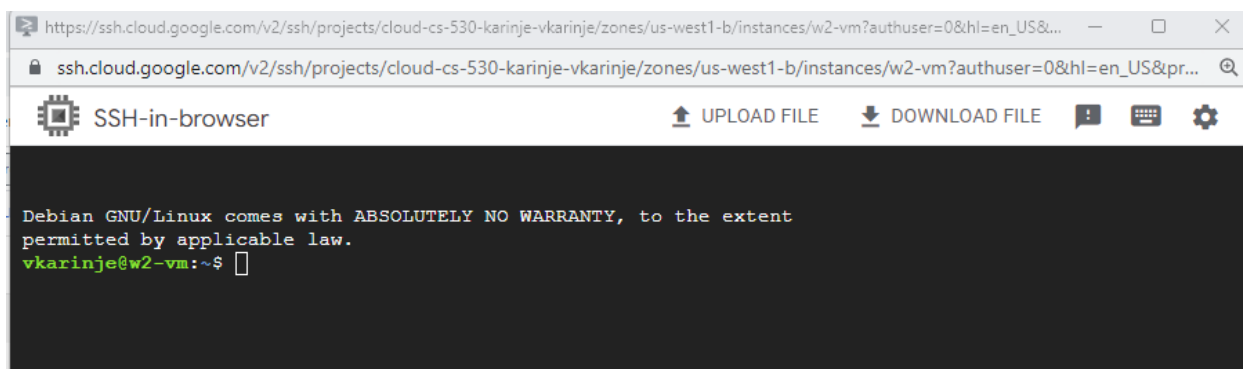 https://ssh.cloud.google.com/v2/ssh/projects/cloud-cs-530-karinje-vkarinje/zones/us-west1-b/instances/w2-vm?authuser=0&hl=en_US&...
ssh.cloud.google.com/v2/ssh/projects/cloud-cs-530-karinje-vkarinje/zones/us-west1-b/instances/w2-vm?authuser=0&hl=en_US&pr...
SSH-in-browser UPLOAD FILE DOWNLOAD FILE
Debian GNU/Linux comes with ABSOLUTELY NO WARRANTY, to the extent
permitted by applicable law.
vkarinje@w2-vm:~$